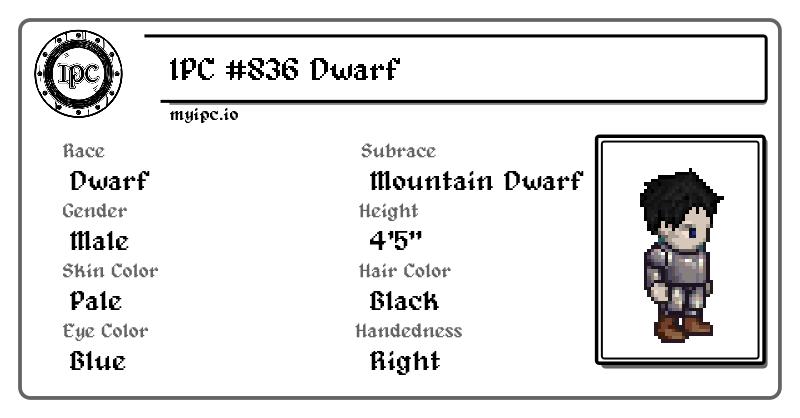 IPC
IPC #836 Dwarf
myipc.io
Race
Dwarf
Subrace
Mountain Dwarf
Gender
Male
Height
4'5"
Skin Color
Pale
Hair Color
Black
Eye Color
Blue
Handedness
Right